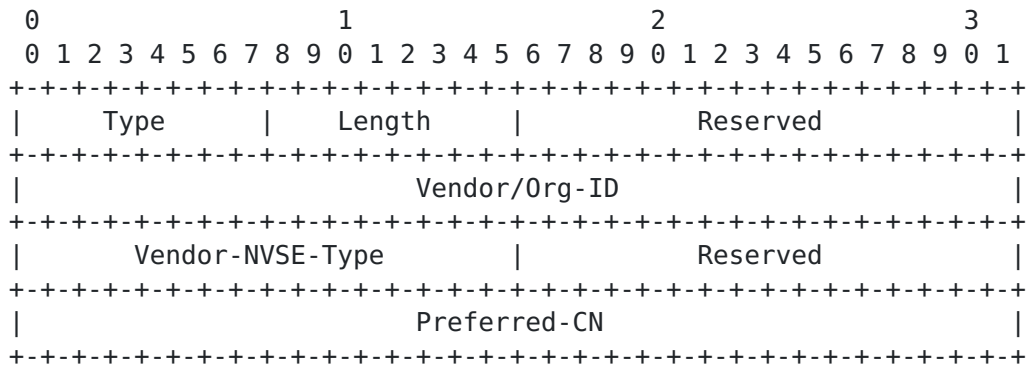 0                   1                   2                   3
 0 1 2 3 4 5 6 7 8 9 0 1 2 3 4 5 6 7 8 9 0 1 2 3 4 5 6 7 8 9 0 1
+-+-+-+-+-+-+-+-+-+-+-+-+-+-+-+-+-+-+-+-+-+-+-+-+-+-+-+-+-+-+-+-+
|     Type      |    Length     |           Reserved            |
+-+-+-+-+-+-+-+-+-+-+-+-+-+-+-+-+-+-+-+-+-+-+-+-+-+-+-+-+-+-+-+-+
|                         Vendor/Org-ID                         |
+-+-+-+-+-+-+-+-+-+-+-+-+-+-+-+-+-+-+-+-+-+-+-+-+-+-+-+-+-+-+-+-+
|       Vendor-NVSE-Type        |           Reserved            |
+-+-+-+-+-+-+-+-+-+-+-+-+-+-+-+-+-+-+-+-+-+-+-+-+-+-+-+-+-+-+-+-+
|                         Preferred-CN                          |
+-+-+-+-+-+-+-+-+-+-+-+-+-+-+-+-+-+-+-+-+-+-+-+-+-+-+-+-+-+-+-+-+